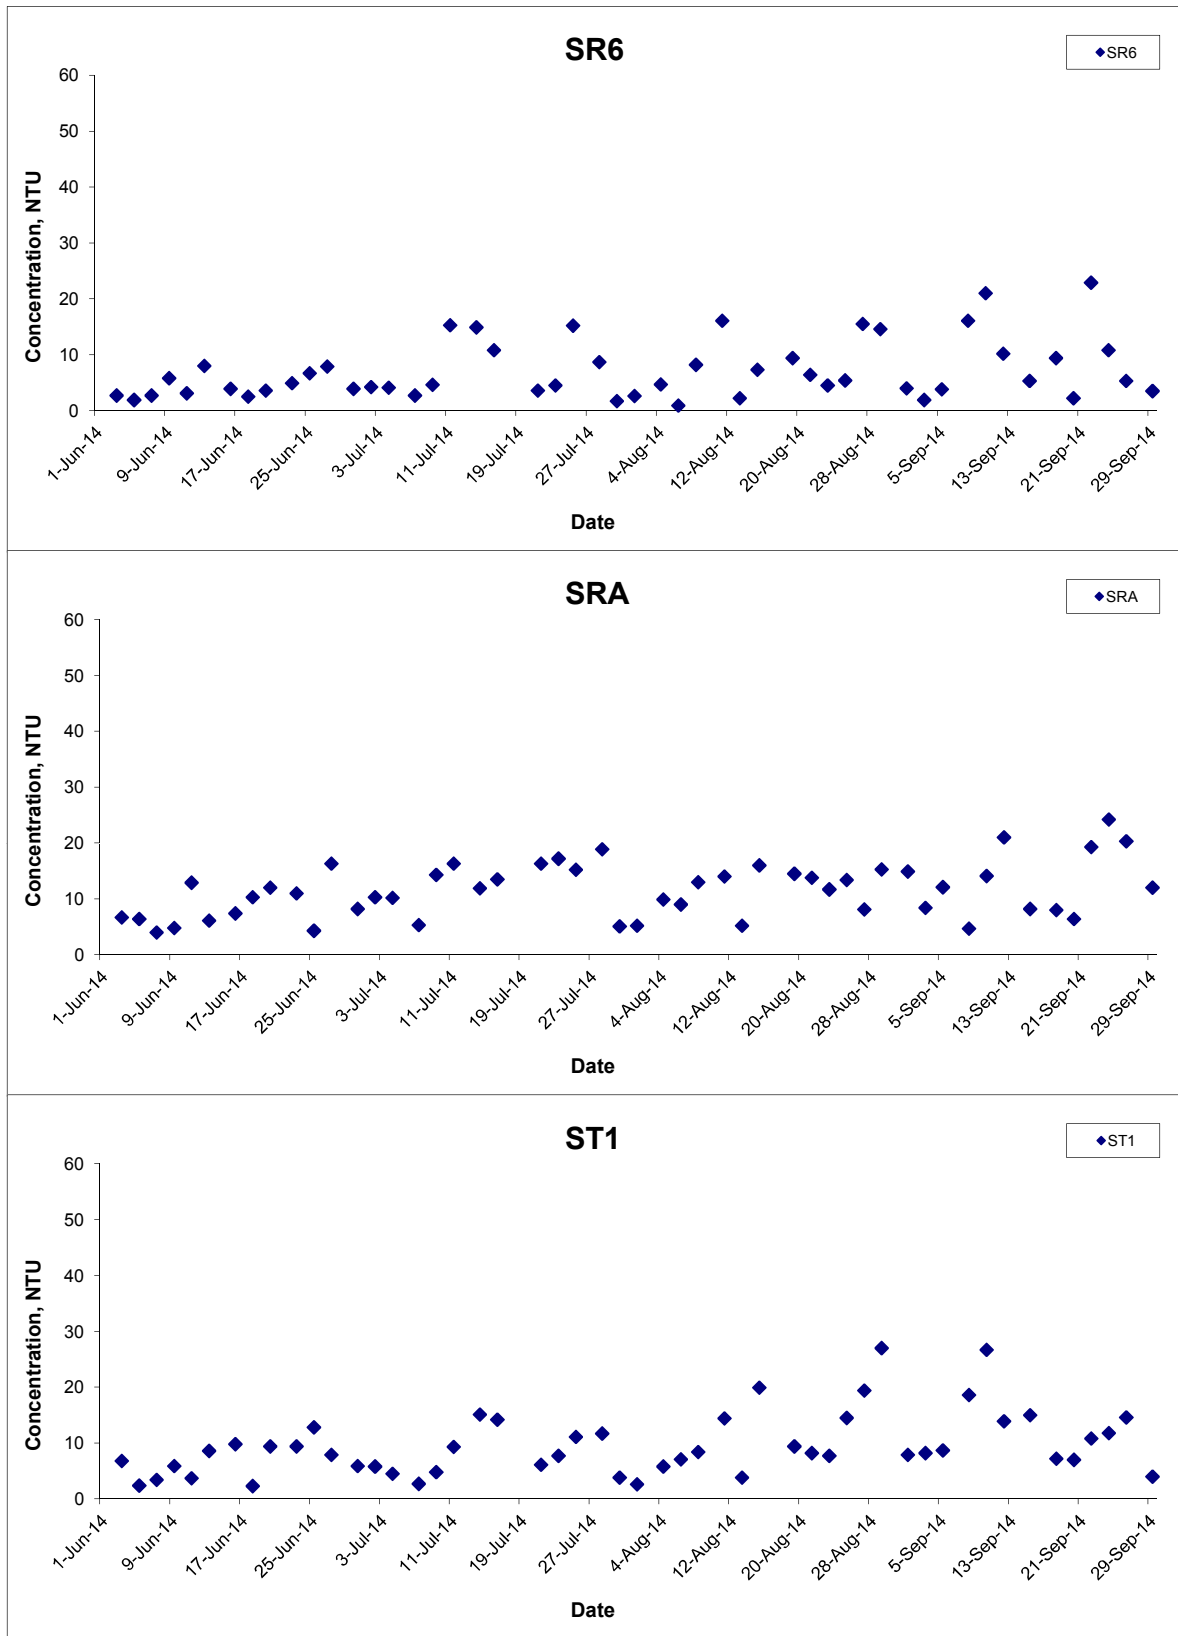 SR6
SR6
60
50
40
30
20
10
0
Concentration, NTU
1-Jun-14
9-Jun-14
17-Jun-14
25-Jun-14
3-Jul-14
11-Jul-14
19-Jul-14
27-Jul-14
4-Aug-14
12-Aug-14
20-Aug-14
28-Aug-14
5-Sep-14
13-Sep-14
21-Sep-14
29-Sep-14
Date
SRA
SRA
60
50
40
30
20
10
0
Concentration, NTU
1-Jun-14
9-Jun-14
17-Jun-14
25-Jun-14
3-Jul-14
11-Jul-14
19-Jul-14
27-Jul-14
4-Aug-14
12-Aug-14
20-Aug-14
28-Aug-14
5-Sep-14
13-Sep-14
21-Sep-14
29-Sep-14
Date
ST1
ST1
60
50
40
30
20
10
0
Concentration, NTU
1-Jun-14
9-Jun-14
17-Jun-14
25-Jun-14
3-Jul-14
11-Jul-14
19-Jul-14
27-Jul-14
4-Aug-14
12-Aug-14
20-Aug-14
28-Aug-14
5-Sep-14
13-Sep-14
21-Sep-14
29-Sep-14
Date